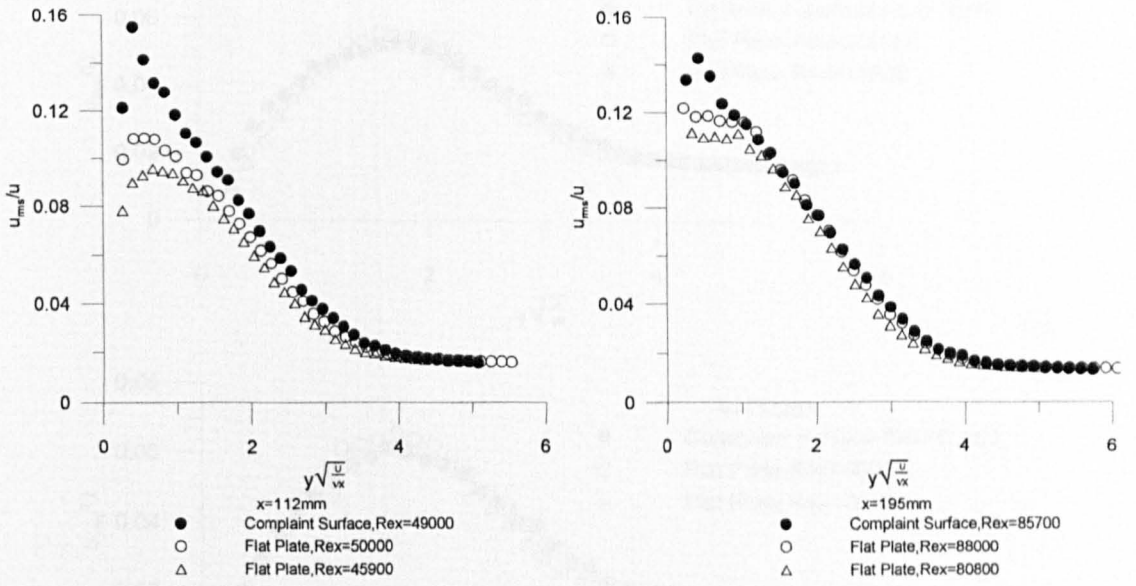 0.16
0.12
0.08
0.04
0
u_rms/u
0 2 4 6
y√(u/νx)
x=112mm
Complaint Surface,Rex=49000
Flat Plate,Rex=50000
Flat Plate,Rex=45900
0.16
0.12
0.08
0.04
0
u_rms/u
0 2 4 6
y√(u/νx)
x=195mm
Complaint Surface,Rex=85700
Flat Plate,Rex=88000
Flat Plate,Rex=80800